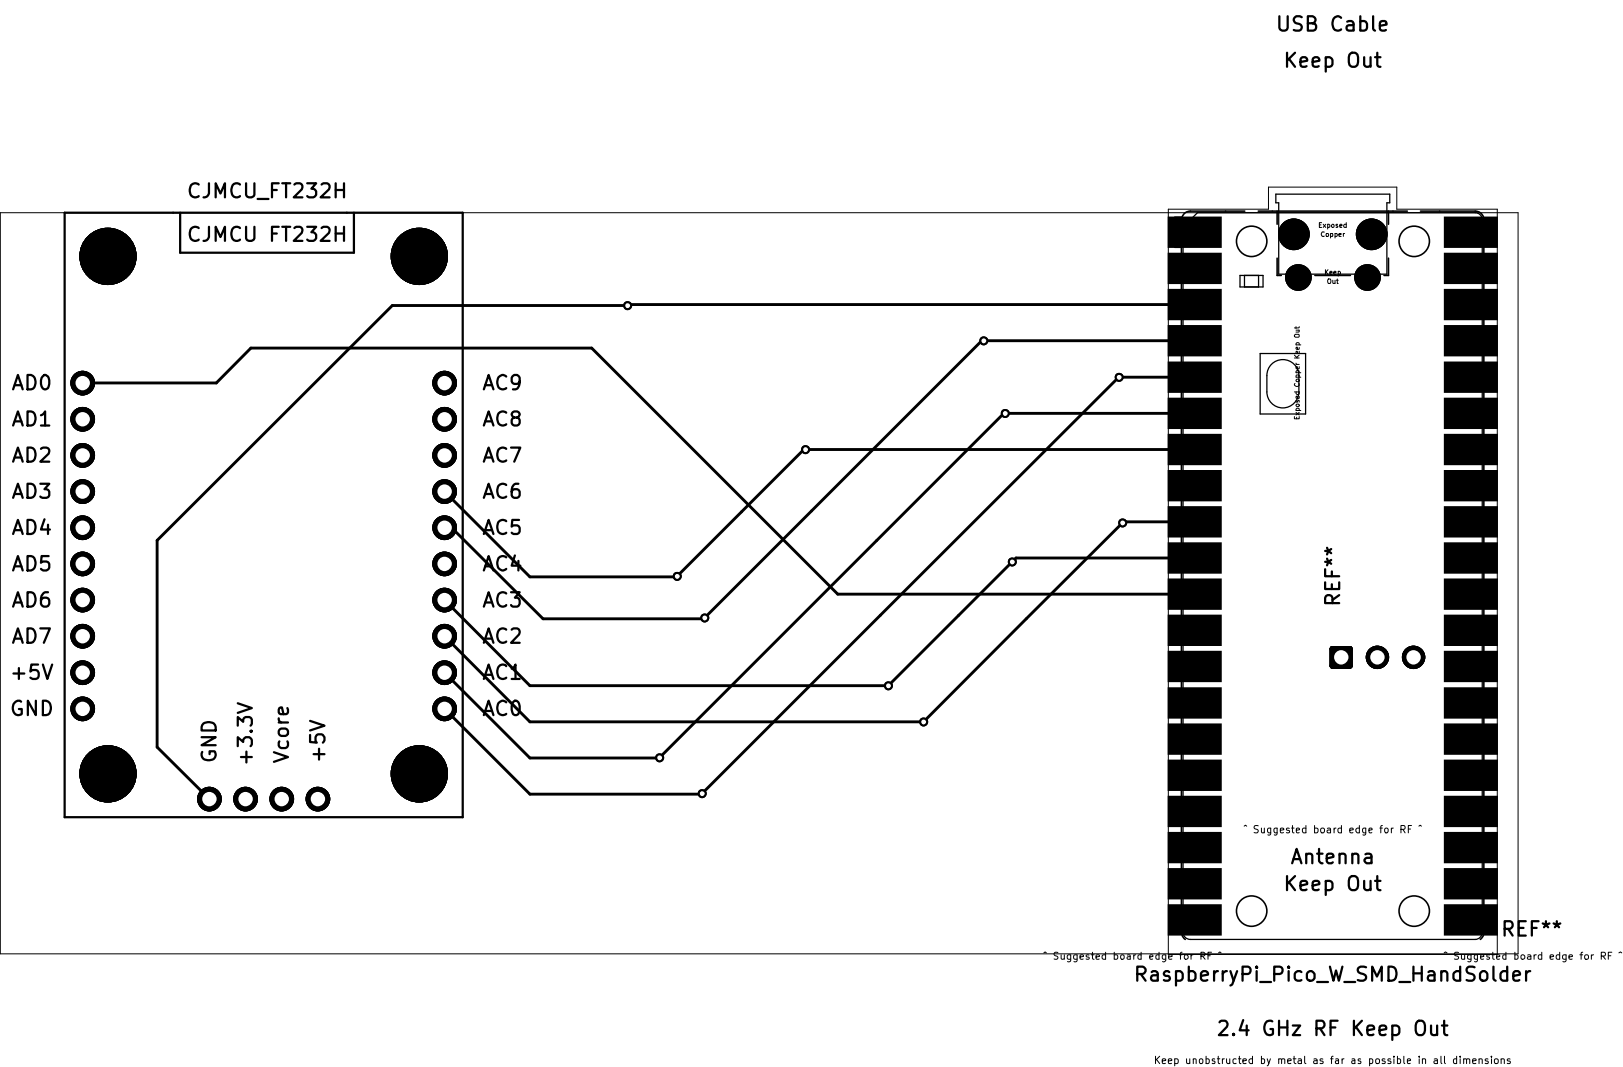 USB Cable
Keep Out
CJMCU_FT232H
CJMCU FT232H
Exposed
Copper
Keep
Out
Exposed Copper Keep Out
AD0
AD1
AD2
AD3
AD4
AD5
AD6
AD7
+5V
GND
AC9
AC8
AC7
AC6
AC5
AC4
AC3
AC2
AC1
AC0
GND
+3.3V
Vcore
+5V
REF**
^ Suggested board edge for RF ^
Antenna
Keep Out
REF**
^ Suggested board edge for RF ^
^ Suggested board edge for RF ^
RaspberryPi_Pico_W_SMD_HandSolder
2.4 GHz RF Keep Out
Keep unobstructed by metal as far as possible in all dimensions